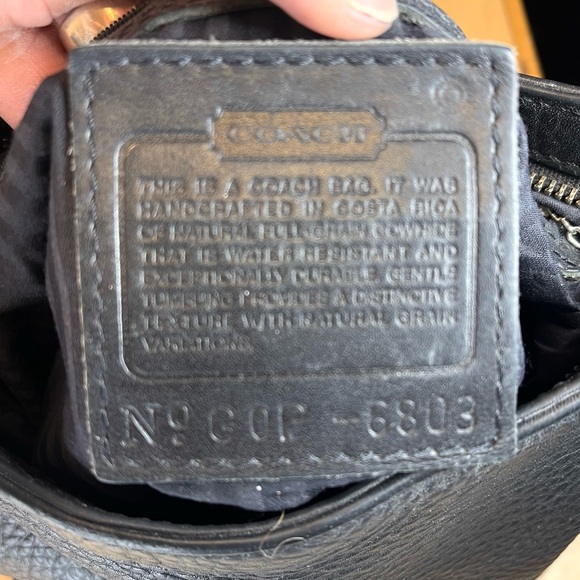 ©
COACH
THIS IS A COACH BAG. IT WAS
HANDCRAFTED IN COSTA RICA
OF NATURAL FULL-GRAIN COWHIDE
THAT IS WATER RESISTANT AND
EXCEPTIONALLY DURABLE. GENTLE
TUMBLING PROVIDES A DISTINCTIVE
TEXTURE WITH NATURAL GRAIN
VARIATIONS.
Nº -6803